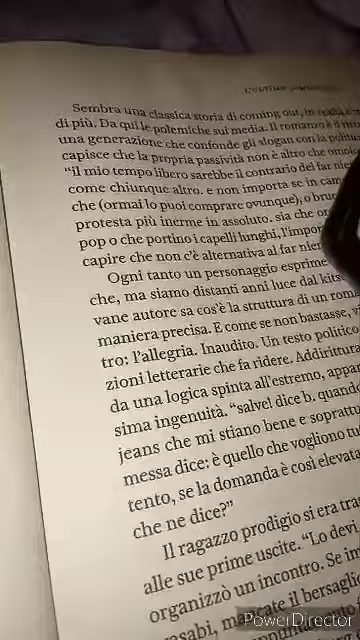 Sembra una classica storia di coming out, in realtà è
di più. Da qui le polemiche sui media. Il romanzo è il
una generazione che confonde gli slogan con la
capisce che la propria passività non è altro che
"il mio tempo libero sarebbe il contrario del far
come chiunque altro. e non importa se in
che (ormai lo puoi comprare ovunque), o
protesta più inerme in assoluto. sia che
pop o che portino i capelli lunghi,
capire che non c'è alternativa al far
Ogni tanto un personaggio esprime
che, ma siamo distanti anni luce dal
vane autore sa cos'è la struttura di un
maniera precisa. E come se non bastasse,
tro: l'allegria. Inaudito. Un testo politico
zioni letterarie che fa ridere. Addirittura
da una logica spinta all'estremo,
sima ingenuità. "salve! dice b. quando
jeans che mi stiano bene e
messa dice: è quello che vogliono
tento, se la domanda è così
che ne dice?"
Il ragazzo prodigio si era
alle sue prime uscite. "Lo
organizzò un incontro. Se
mancate il
PowerDirector